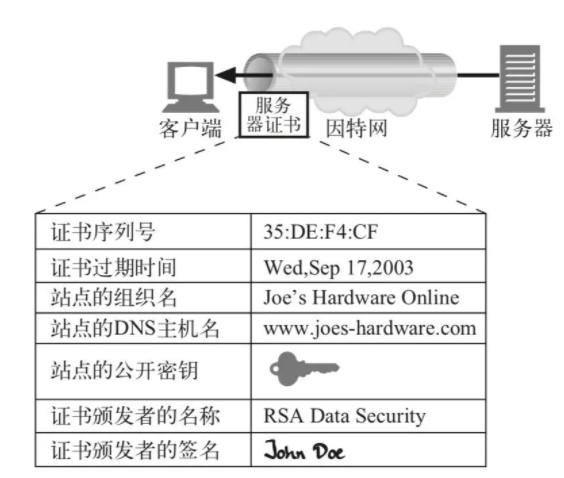 服务
器证书
客户端
因特网
服务器
证书序列号 35:DE:F4:CF
证书过期时间 Wed,Sep 17,2003
站点的组织名 Joe's Hardware Online
站点的DNS主机名 www.joes-hardware.com
站点的公开密钥
证书颁发者的名称 RSA Data Security
证书颁发者的签名 John Doe